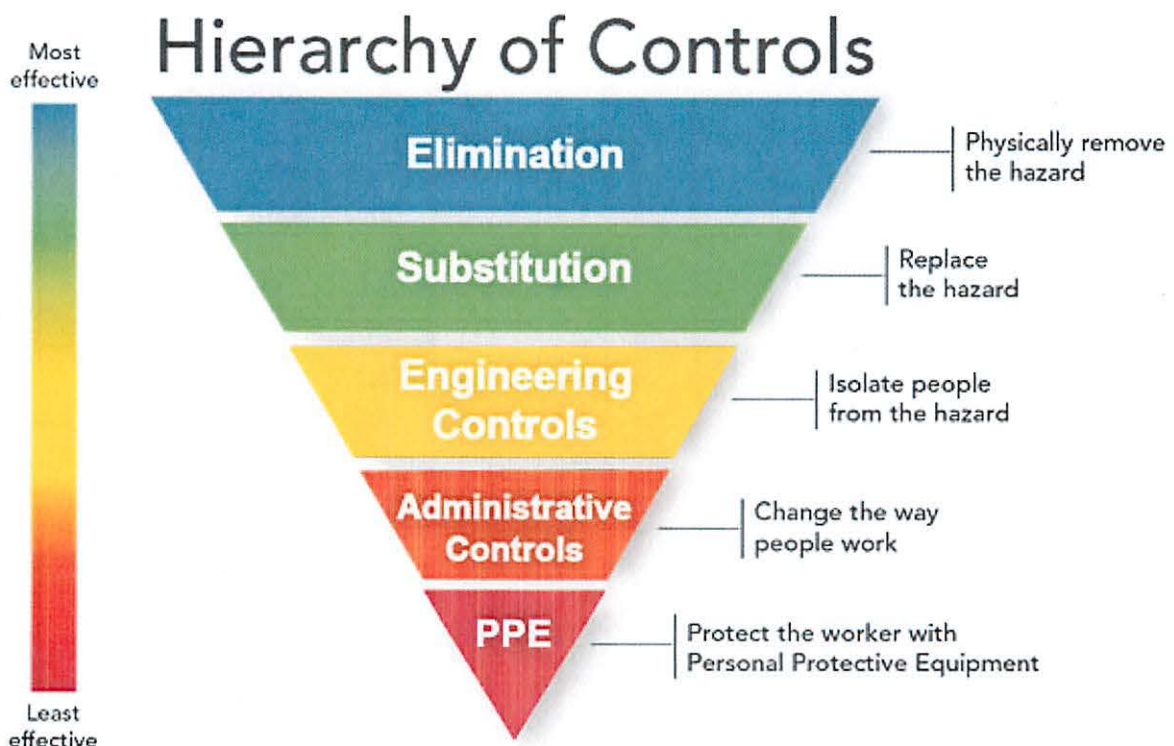 Hierarchy of Controls
Most
effective
Elimination
Physically remove
the hazard
Substitution
Replace
the hazard
Engineering
Controls
Isolate people
from the hazard
Administrative
Controls
Change the way
people work
PPE
Protect the worker with
Personal Protective Equipment
Least
effective